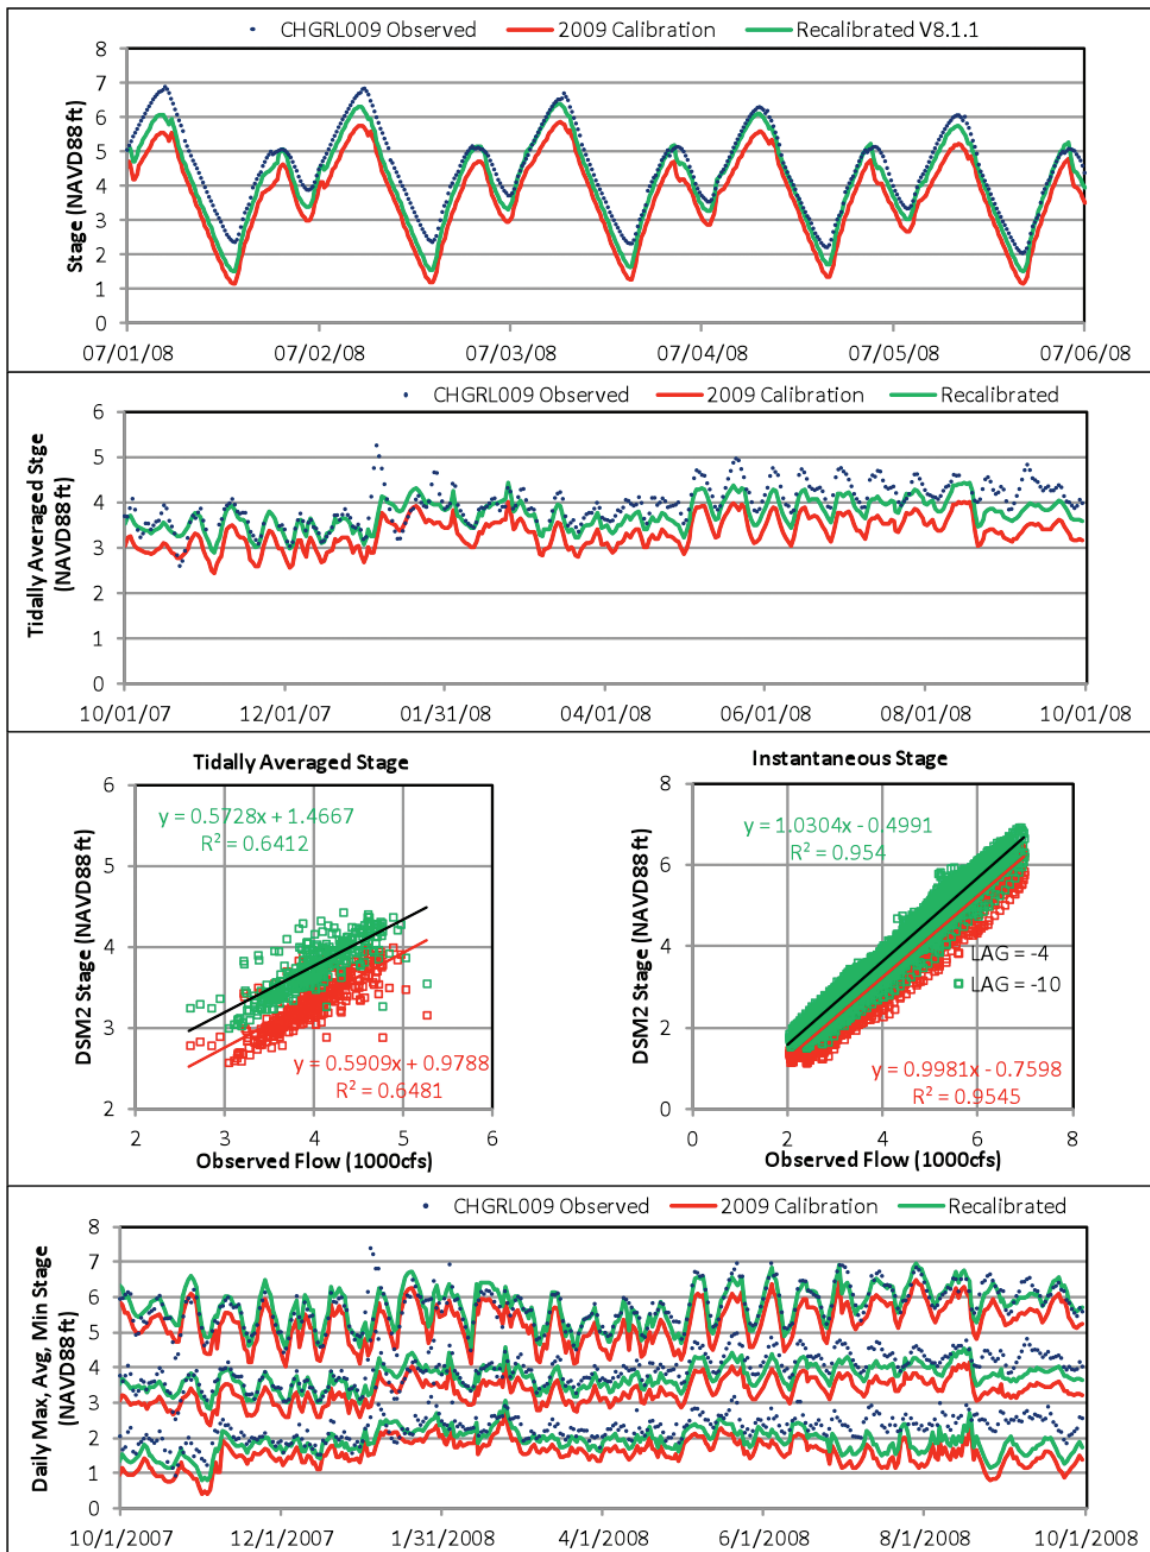 CHGRL009 Observed 2009 Calibration Recalibrated V8.1.1
Stage (NAVD88 ft)
8
7
6
5
4
3
2
1
0
07/01/08 07/02/08 07/03/08 07/04/08 07/05/08 07/06/08
CHGRL009 Observed 2009 Calibration Recalibrated
Tidally Averaged Stge
(NAVD88 ft)
6
5
4
3
2
1
0
10/01/07 12/01/07 01/31/08 04/01/08 06/01/08 08/01/08 10/01/08
Tidally Averaged Stage
DSM2 Stage (NAVD88 ft)
6
5
4
3
2
y = 0.5728x + 1.4667
R² = 0.6412
y = 0.5909x + 0.9788
R² = 0.6481
2 3 4 5 6
Observed Flow (1000cfs)
Instantaneous Stage
DSM2 Stage (NAVD88 ft)
8
6
4
2
0
y = 1.0304x - 0.4991
R² = 0.954
LAG = -4
LAG = -10
y = 0.9981x - 0.7598
R² = 0.9545
0 2 4 6 8
Observed Flow (1000cfs)
CHGRL009 Observed 2009 Calibration Recalibrated
Daily Max, Avg, Min Stage
(NAVD88 ft)
8
7
6
5
4
3
2
1
0
10/1/2007 12/1/2007 1/31/2008 4/1/2008 6/1/2008 8/1/2008 10/1/2008